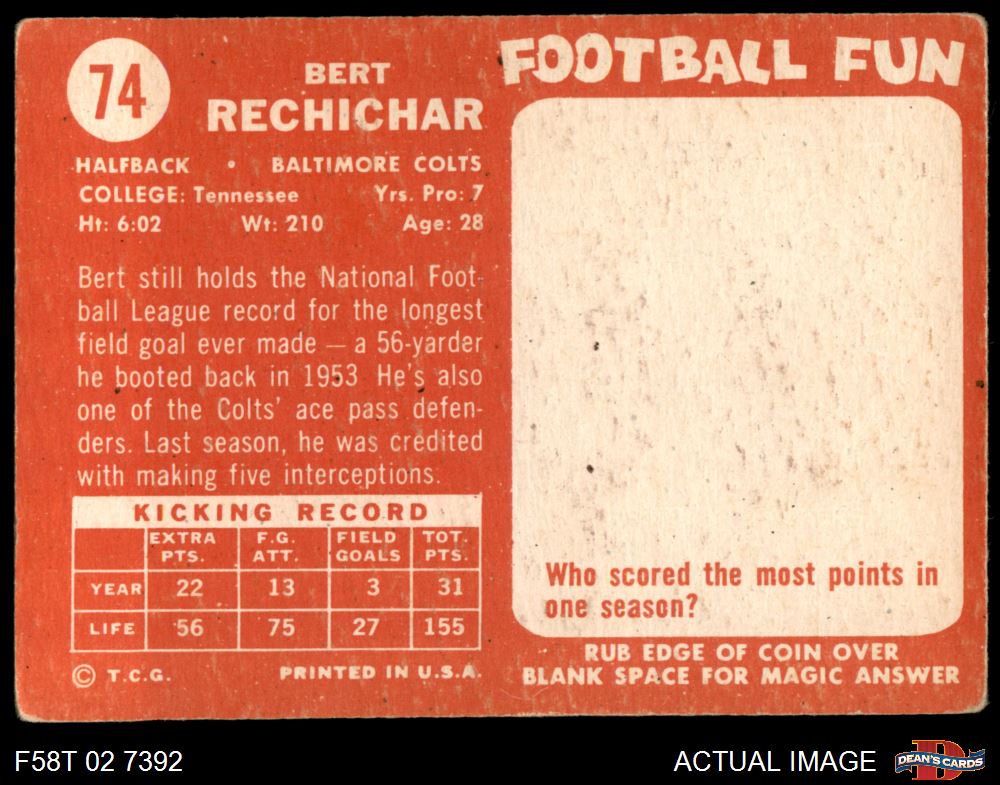 74
BERT
RECHICHAR
HALFBACK • BALTIMORE COLTS
COLLEGE: Tennessee Yrs. Pro: 7
Ht: 6:02 Wt: 210 Age: 28
Bert still holds the National Foot-
ball League record for the longest
field goal ever made — a 56-yarder
he booted back in 1953 He's also
one of the Colts' ace pass defen-
ders. Last season, he was credited
with making five interceptions.
KICKING RECORD
EXTRA PTS. F.G. ATT. FIELD GOALS TOT. PTS.
YEAR 22 13 3 31
LIFE 56 75 27 155
© T.C.G. PRINTED IN U.S.A.
FOOTBALL FUN
Who scored the most points in
one season?
RUB EDGE OF COIN OVER
BLANK SPACE FOR MAGIC ANSWER
F58T 02 7392 ACTUAL IMAGE
DEAN'S CARDS